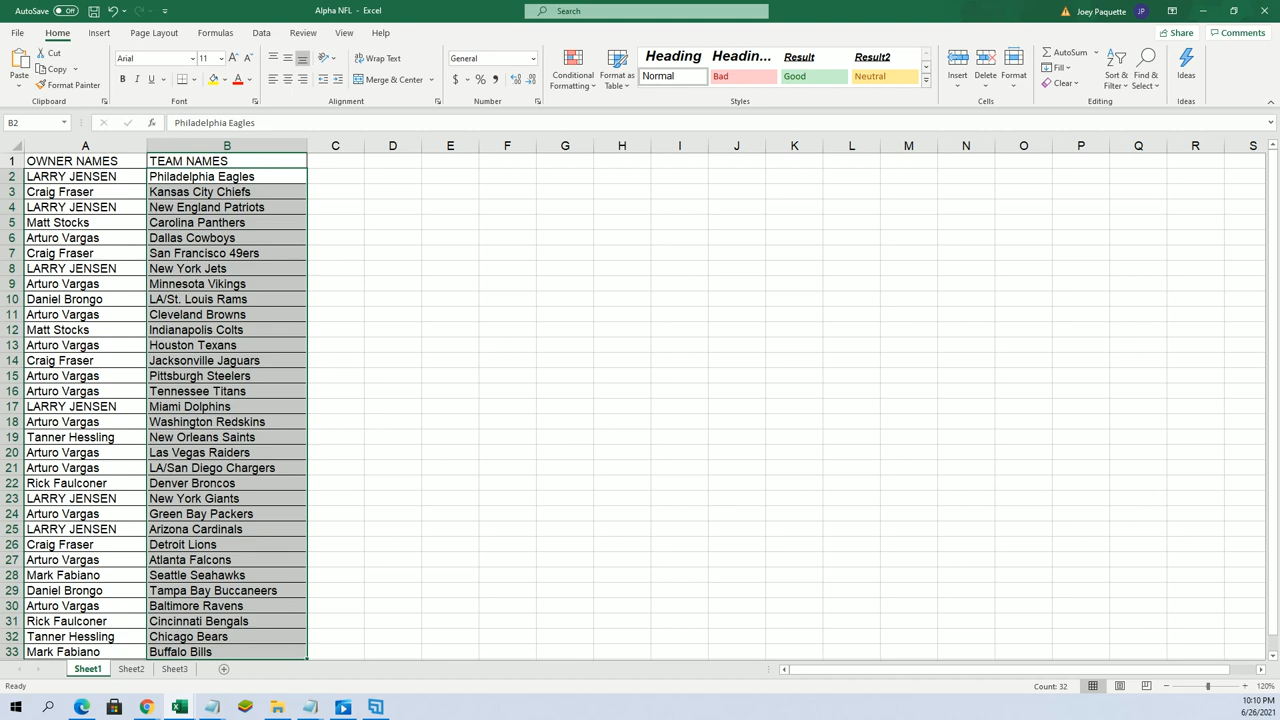 AutoSave Off Alpha NFL - Excel Search Joey Paquette JP
File Home Insert Page Layout Formulas Data Review View Help Share Comments
Paste Cut Copy Format Painter Clipboard
Arial 11 A A B I U A Font
ab Wrap Text Merge & Center Alignment
General $ % , Number
Conditional Formatting Format as Table
Heading Headin... Result Result2
Normal Bad Good Neutral
Styles
Insert Delete Format Cells
AutoSum Fill Clear Sort & Filter Find & Select Editing
Ideas Ideas
B2 fx Philadelphia Eagles
A B C D E F G H I J K L M N O P Q R S
1 OWNER NAMES TEAM NAMES
2 LARRY JENSEN Philadelphia Eagles
3 Craig Fraser Kansas City Chiefs
4 LARRY JENSEN New England Patriots
5 Matt Stocks Carolina Panthers
6 Arturo Vargas Dallas Cowboys
7 Craig Fraser San Francisco 49ers
8 LARRY JENSEN New York Jets
9 Arturo Vargas Minnesota Vikings
10 Daniel Brongo LA/St. Louis Rams
11 Arturo Vargas Cleveland Browns
12 Matt Stocks Indianapolis Colts
13 Arturo Vargas Houston Texans
14 Craig Fraser Jacksonville Jaguars
15 Arturo Vargas Pittsburgh Steelers
16 Arturo Vargas Tennessee Titans
17 LARRY JENSEN Miami Dolphins
18 Arturo Vargas Washington Redskins
19 Tanner Hessling New Orleans Saints
20 Arturo Vargas Las Vegas Raiders
21 Arturo Vargas LA/San Diego Chargers
22 Rick Faulconer Denver Broncos
23 LARRY JENSEN New York Giants
24 Arturo Vargas Green Bay Packers
25 LARRY JENSEN Arizona Cardinals
26 Craig Fraser Detroit Lions
27 Arturo Vargas Atlanta Falcons
28 Mark Fabiano Seattle Seahawks
29 Daniel Brongo Tampa Bay Buccaneers
30 Arturo Vargas Baltimore Ravens
31 Rick Faulconer Cincinnati Bengals
32 Tanner Hessling Chicago Bears
33 Mark Fabiano Buffalo Bills
Sheet1 Sheet2 Sheet3
Ready Count: 32 120%
10:10 PM
6/26/2021